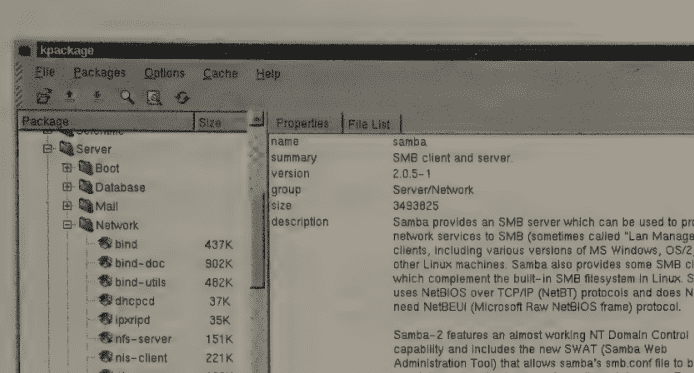 kpackage
File Packages Options Cache Help
Package Size
Server
Boot
Database
Mail
Network
bind 437K
bind-doc 902K
bind-utils 482K
dhcpcd 37K
ipxripd 35K
nfs-server 151K
nis-client 221K
Properties File List
name samba
summary SMB client and server.
version 2.0.5-1
group Server/Network
size 3493825
description Samba provides an SMB server which can be used to pro
network services to SMB (sometimes called "Lan Manage
clients, including various versions of MS Windows, OS/2,
other Linux machines. Samba also provides some SMB cl
which complement the built-in SMB filesystem in Linux. S
uses NetBIOS over TCP/IP (NetBT) protocols and does N
need NetBEUI (Microsoft Raw NetBIOS frame) protocol.
Samba-2 features an almost working NT Domain Control
capability and includes the new SWAT (Samba Web
Administration Tool) that allows samba's smb.conf file to b